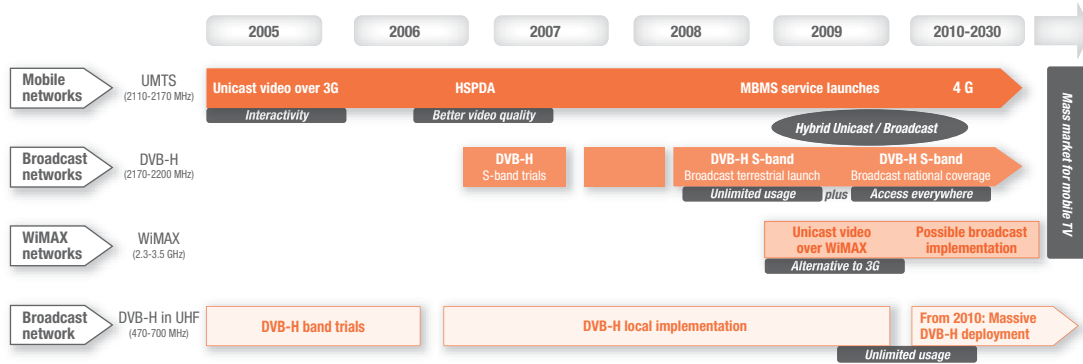 2005 2006 2007 2008 2009 2010-2030
Mobile
networks
UMTS
(2110-2170 MHz)
Unicast video over 3G HSPDA MBMS service launches 4 G
Interactivity Better video quality
Hybrid Unicast / Broadcast
Broadcast
networks
DVB-H
(2170-2200 MHz)
DVB-H
S-band trials
DVB-H S-band
Broadcast terrestrial launch
DVB-H S-band
Broadcast national coverage
Unlimited usage plus Access everywhere
WiMAX
networks
WiMAX
(2.3-3.5 GHz)
Unicast video
over WiMAX
Possible broadcast
implementation
Alternative to 3G
Mass market for mobile TV
Broadcast
network
DVB-H in UHF
(470-700 MHz)
DVB-H band trials
DVB-H local implementation
From 2010: Massive
DVB-H deployment
Unlimited usage